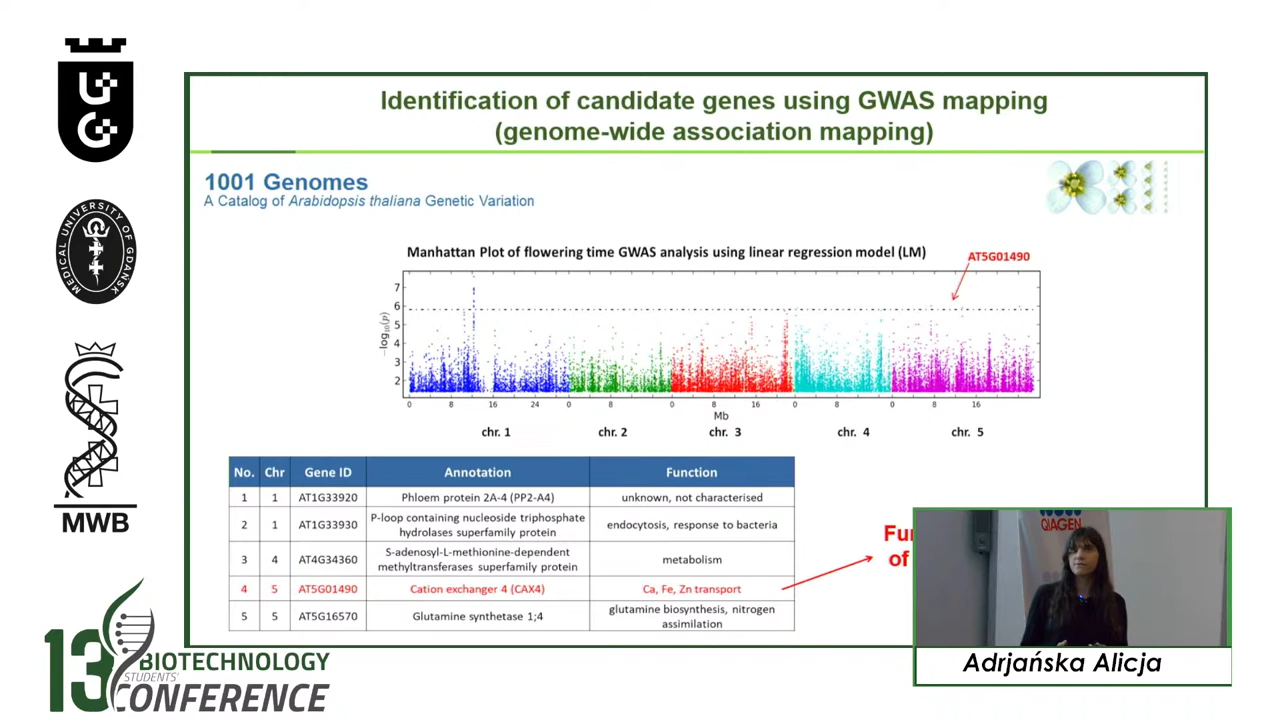 Identification of candidate genes using GWAS mapping
(genome-wide association mapping)
1001 Genomes
A Catalog of Arabidopsis thaliana Genetic Variation
Manhattan Plot of flowering time GWAS analysis using linear regression model (LM)
AT5G01490
−log₁₀(p)
7
6
5
4
3
2
0 8 16 24 0 8 0 8 16 0 8 0 8 16
Mb
chr. 1 chr. 2 chr. 3 chr. 4 chr. 5
No. Chr Gene ID Annotation Function
1 1 AT1G33920 Phloem protein 2A-4 (PP2-A4) unknown, not characterised
2 1 AT1G33930 P-loop containing nucleoside triphosphate hydrolases superfamily protein endocytosis, response to bacteria
3 4 AT4G34360 S-adenosyl-L-methionine-dependent methyltransferases superfamily protein metabolism
4 5 AT5G01490 Cation exchanger 4 (CAX4) Ca, Fe, Zn transport
5 5 AT5G16570 Glutamine synthetase 1;4 glutamine biosynthesis, nitrogen assimilation
of
QIAGEN
Adrjańska Alicja
UG
MEDICAL UNIVERSITY OF GDANSK
MWB
13 BIOTECHNOLOGY
STUDENTS'
CONFERENCE